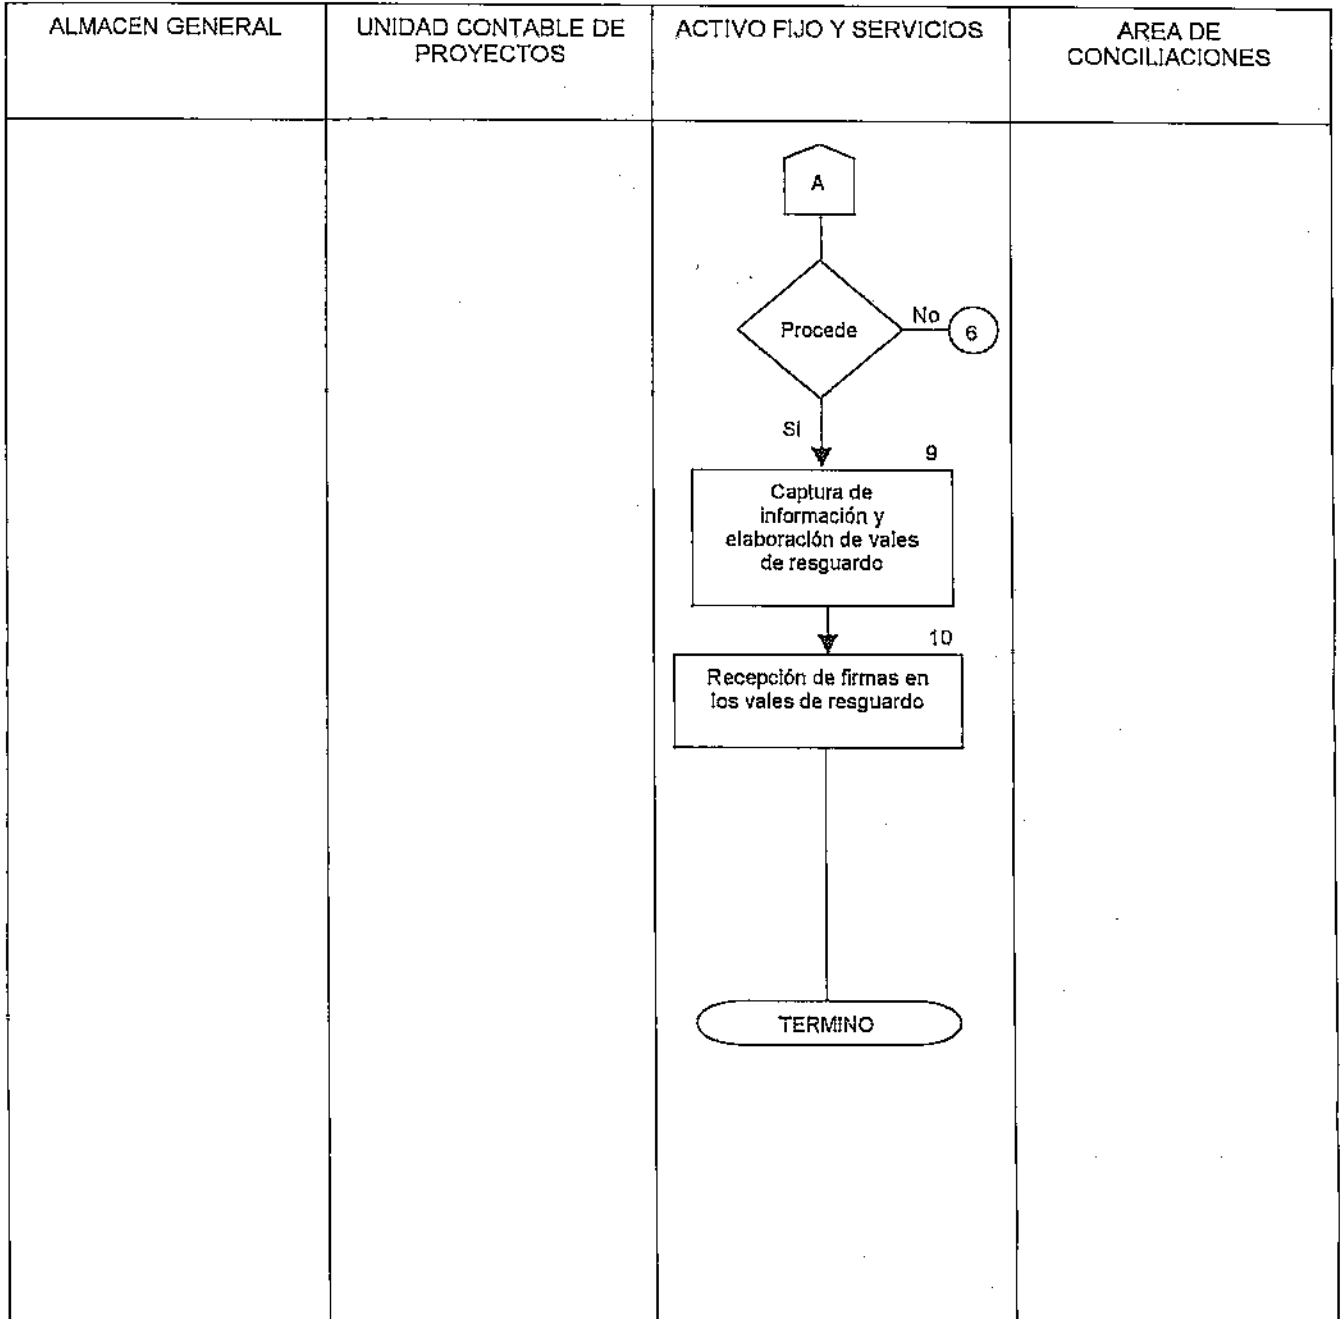 ALMACEN GENERAL
UNIDAD CONTABLE DE
PROYECTOS
ACTIVO FIJO Y SERVICIOS
AREA DE
CONCILIACIONES
A
Procede
No
6
Si
9
Captura de
información y
elaboración de vales
de resguardo
10
Recepción de firmas en
los vales de resguardo
TERMINO